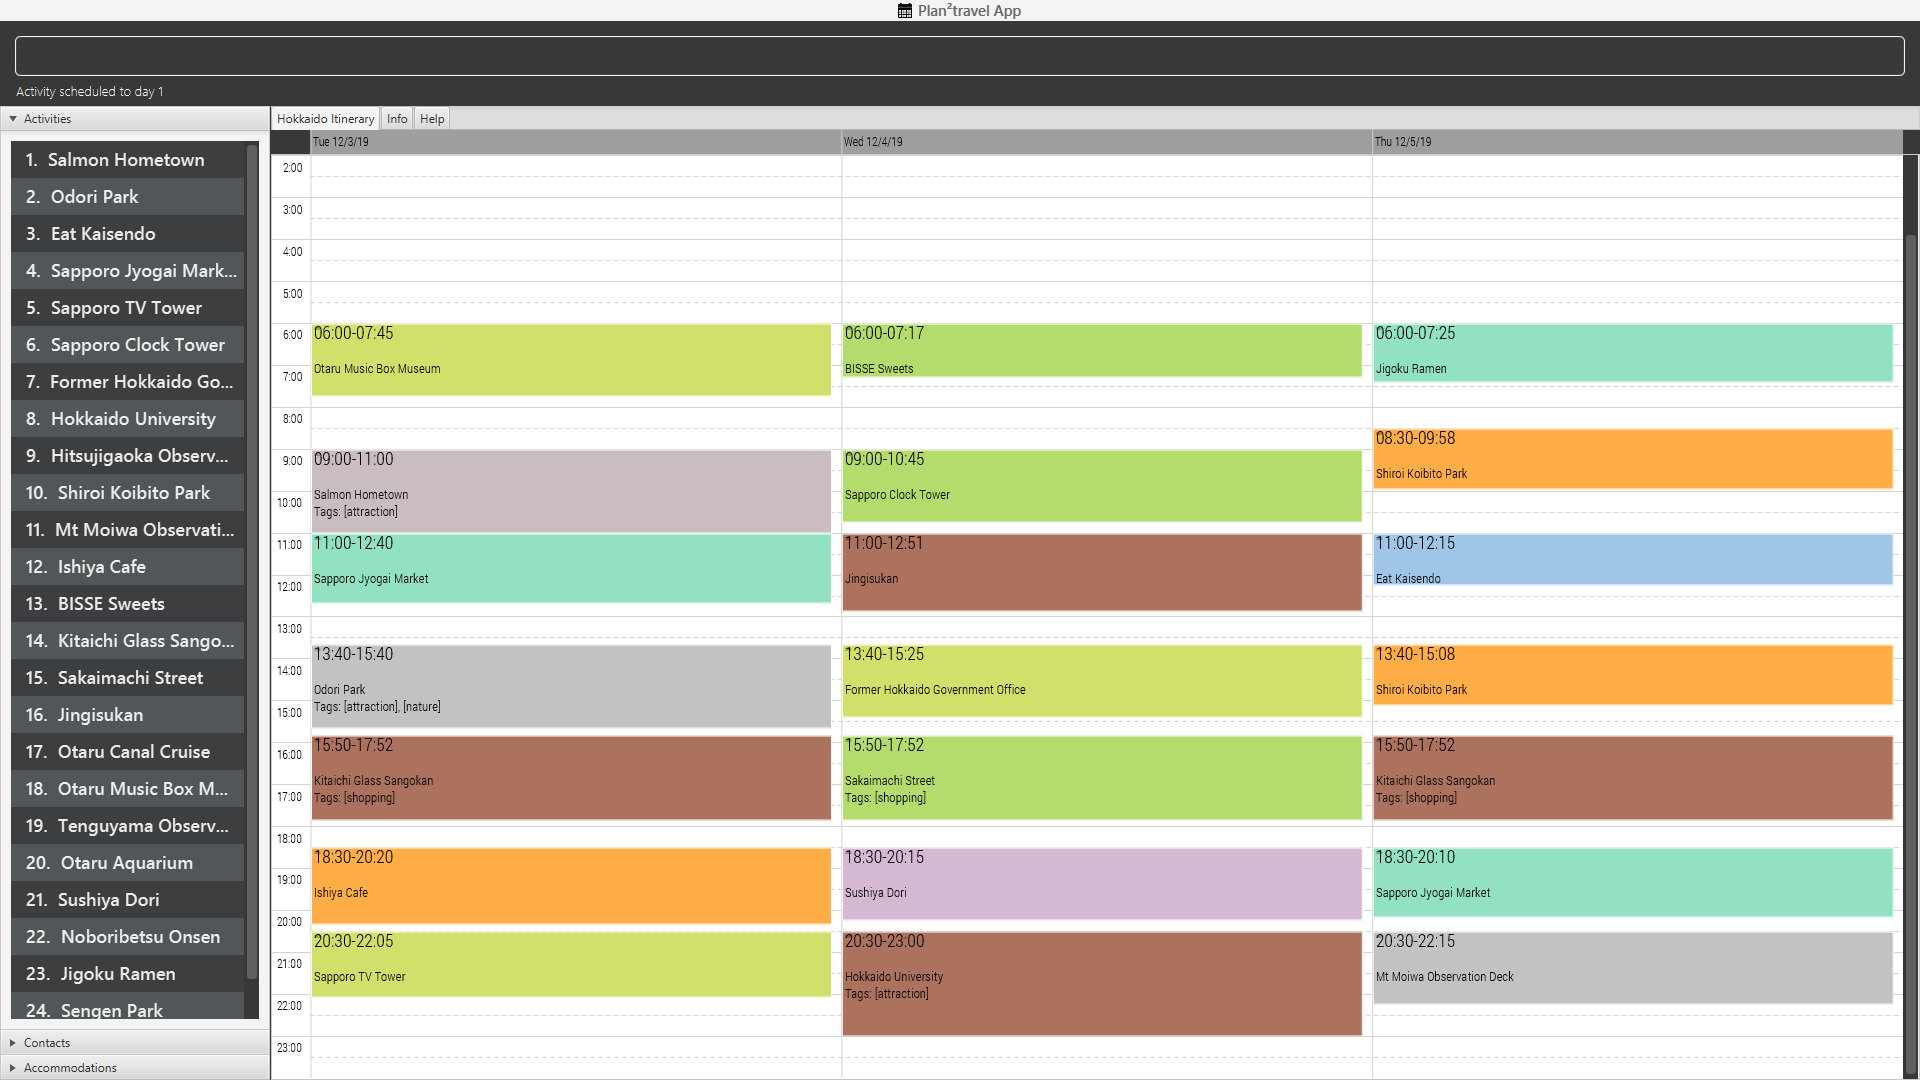 Plan²travel App
Activity scheduled to day 1
Activities
1. Salmon Hometown
2. Odori Park
3. Eat Kaisendo
4. Sapporo Jyogai Mark...
5. Sapporo TV Tower
6. Sapporo Clock Tower
7. Former Hokkaido Go...
8. Hokkaido University
9. Hitsujigaoka Observ...
10. Shiroi Koibito Park
11. Mt Moiwa Observati...
12. Ishiya Cafe
13. BISSE Sweets
14. Kitaichi Glass Sango...
15. Sakaimachi Street
16. Jingisukan
17. Otaru Canal Cruise
18. Otaru Music Box M...
19. Tenguyama Observ...
20. Otaru Aquarium
21. Sushiya Dori
22. Noboribetsu Onsen
23. Jigoku Ramen
24. Sengen Park
Contacts
Accommodations
Hokkaido Itinerary Info Help
Tue 12/3/19 Wed 12/4/19 Thu 12/5/19
2:00
3:00
4:00
5:00
6:00
7:00
8:00
9:00
10:00
11:00
12:00
13:00
14:00
15:00
16:00
17:00
18:00
19:00
20:00
21:00
22:00
23:00
06:00-07:45
Otaru Music Box Museum
09:00-11:00
Salmon Hometown
Tags: [attraction]
11:00-12:40
Sapporo Jyogai Market
13:40-15:40
Odori Park
Tags: [attraction], [nature]
15:50-17:52
Kitaichi Glass Sangokan
Tags: [shopping]
18:30-20:20
Ishiya Cafe
20:30-22:05
Sapporo TV Tower
06:00-07:17
BISSE Sweets
09:00-10:45
Sapporo Clock Tower
11:00-12:51
Jingisukan
13:40-15:25
Former Hokkaido Government Office
15:50-17:52
Sakaimachi Street
Tags: [shopping]
18:30-20:15
Sushiya Dori
20:30-23:00
Hokkaido University
Tags: [attraction]
06:00-07:25
Jigoku Ramen
08:30-09:58
Shiroi Koibito Park
11:00-12:15
Eat Kaisendo
13:40-15:08
Shiroi Koibito Park
15:50-17:52
Kitaichi Glass Sangokan
Tags: [shopping]
18:30-20:10
Sapporo Jyogai Market
20:30-22:15
Mt Moiwa Observation Deck